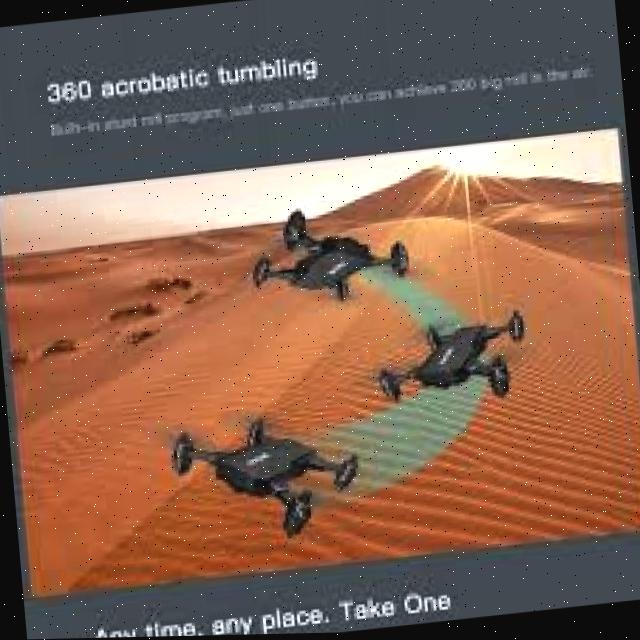 360 acrobatic tumbling
Built-in stunt roll program, just one button, you can achieve 360 big roll in the air.
Any time, any place. Take One